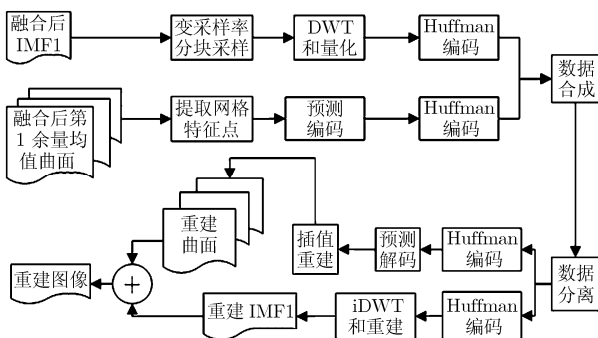 融合后
IMF1
变采样率
分块采样
DWT
和量化
Huffman
编码
数据
合成
融合后第
1 余量均
值曲面
提取网格
特征点
预测
编码
Huffman
编码
重建
曲面
插值
重建
预测
解码
Huffman
编码
数据
分离
重建图像
+
重建 IMF1
iDWT
和重建
Huffman
编码